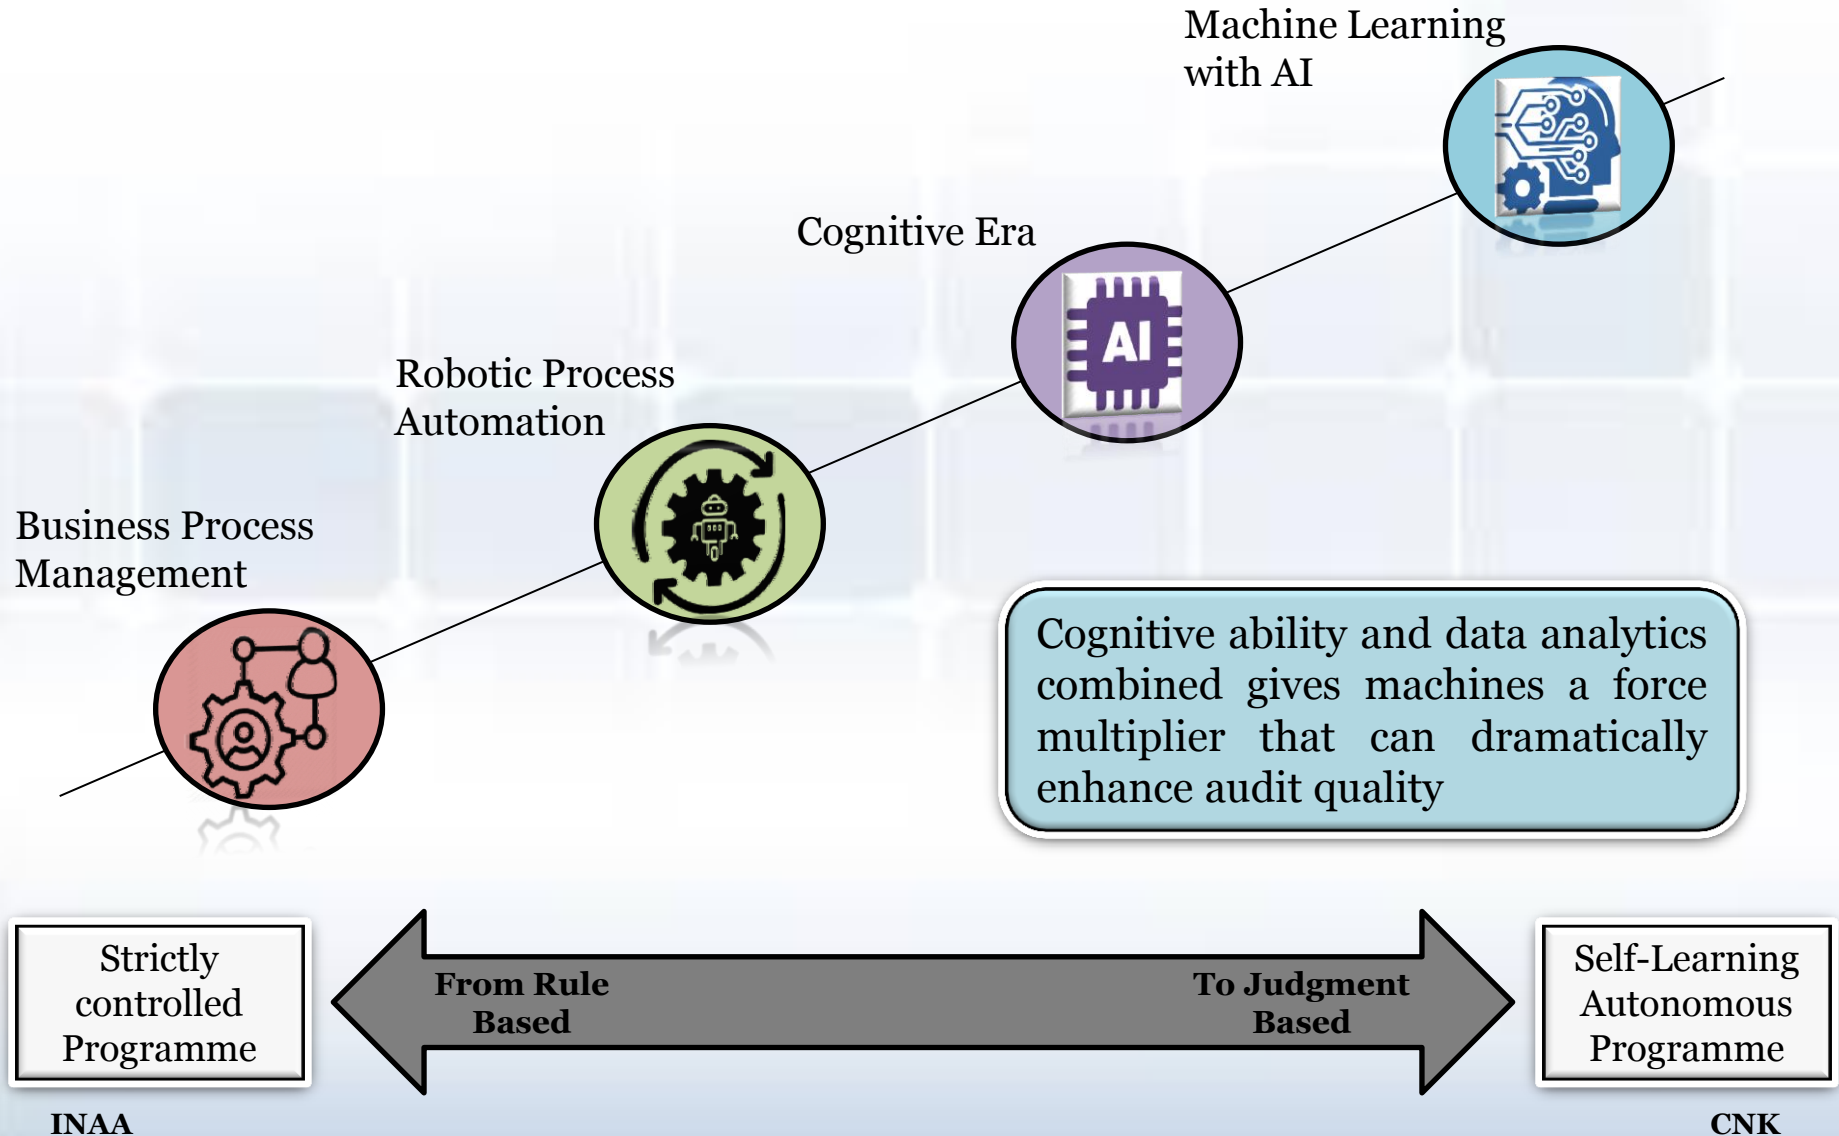 Machine Learning
with AI
Cognitive Era
AI
Robotic Process
Automation
Business Process
Management
Cognitive ability and data analytics
combined gives machines a force
multiplier that can dramatically
enhance audit quality
Strictly
controlled
Programme
From Rule
Based
To Judgment
Based
Self-Learning
Autonomous
Programme
INAA
CNK